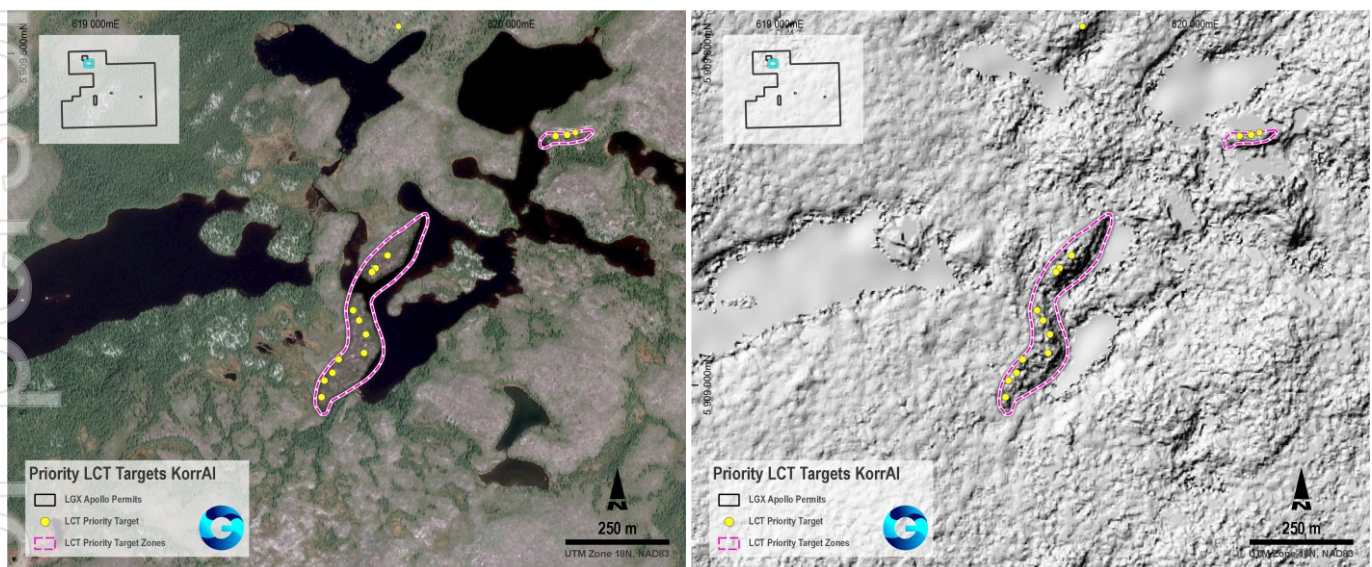 619 000mE
620 000mE
5 909 800mN
5 909 000mN
Priority LCT Targets KorrAI
LGX Apollo Permits
LCT Priority Target
LCT Priority Target Zones
G
N
250 m
UTM Zone 18N, NAD83
619 000mE
620 000mE
5 909 000mN
Priority LCT Targets KorrAI
LGX Apollo Permits
LCT Priority Target
LCT Priority Target Zones
G
N
250 m
UTM Zone 18N, NAD83